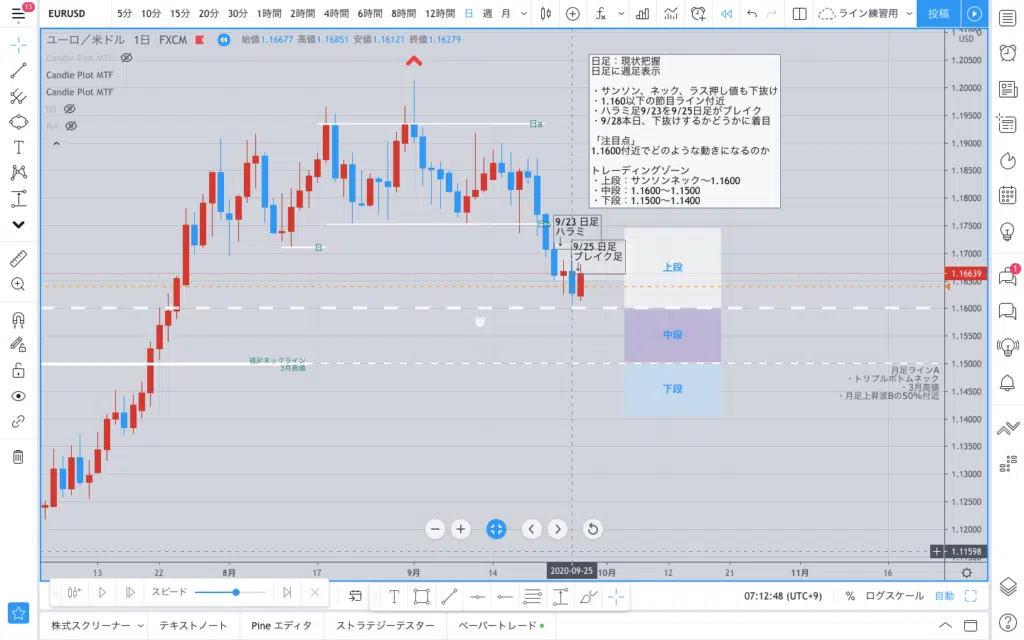 13
EURUSD
5分 10分 15分 20分 30分 1時間 2時間 4時間 6時間 8時間 12時間 日 週 月
ライン練習用
投稿
ユーロ／米ドル 1日 FXCM 始値1.16677 高値1.16851 安値1.16121 終値1.16279
Candle Plot MTF
Candle Plot MTF
Candle Plot MTF
日足：現状把握
日足に週足表示
・サンソン、ネック、ラス押し値も下抜け
・1.160以下の節目ライン付近
・ハラミ足9/23を9/25日足がブレイク
・9/28本日、下抜けするかどうかに着目
「注目点」
1.1600付近でどのような動きになるのか
トレーディングゾーン
・上段：サンソンネック〜1.1600
・中段：1.1600〜1.1500
・下段：1.1500〜1.1400
日a
9/23 日足
ハラミ
9/25 日足
ブレイク足
日
上段
中段
下段
週足ネックライン
3月高値
月足ラインA
・トリプルボトムネック
・3月高値
・月足上昇波Bの50%付近
USD
1.20500
1.20000
1.19500
1.19000
1.18500
1.18000
1.17500
1.17000
1.16639
1.16000
1.15500
1.15000
1.14500
1.14000
1.13500
1.13000
1.12500
1.12000
1.11598
1
13 22 8月 17 9月 14 2020-09-25 10月 12 21 11月 16
スピード
07:12:48 (UTC+9) % ログスケール 自動
株式スクリーナー テキストノート Pine エディタ ストラテジーテスター ペーパートレード